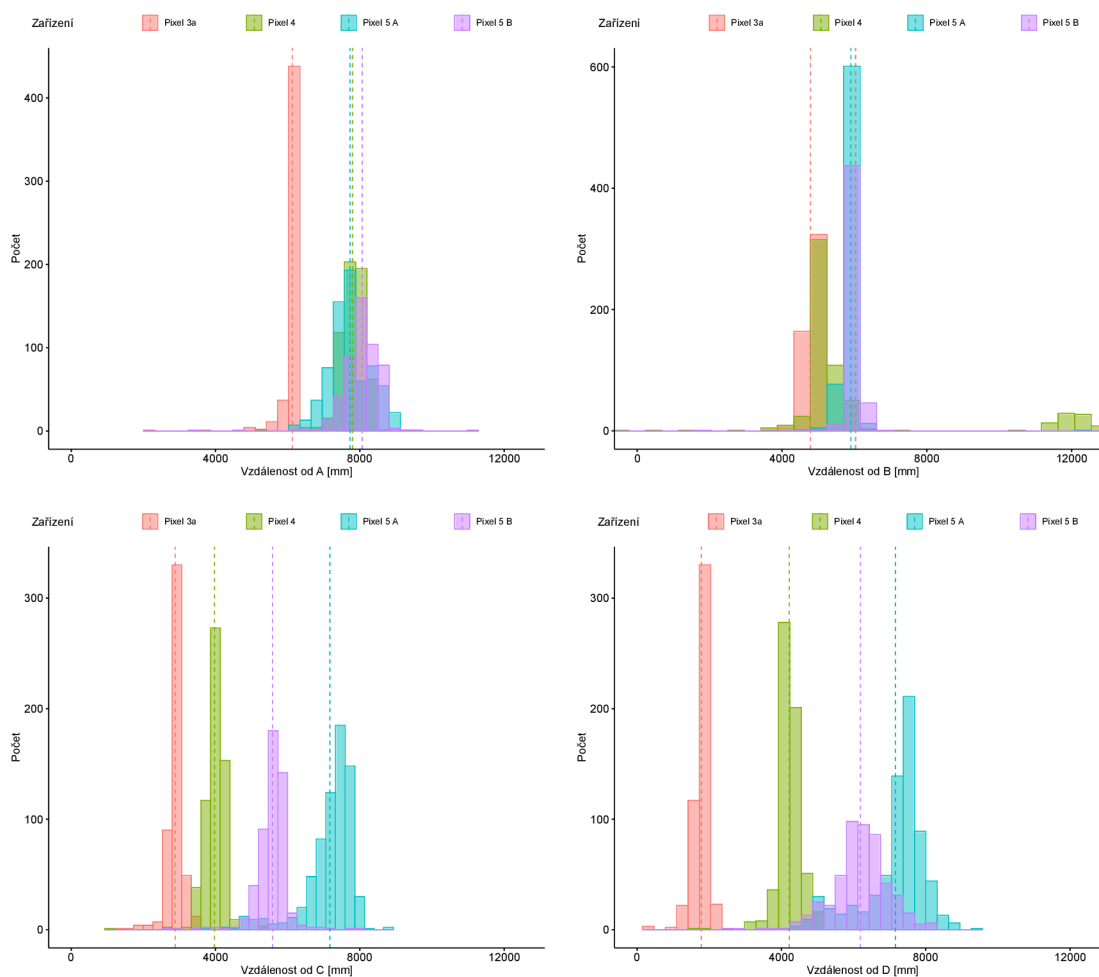 Zařízení Pixel 3a Pixel 4 Pixel 5 A Pixel 5 B
Počet
400
300
200
100
0
0 4000 8000 12000
Vzdálenost od A [mm]
Zařízení Pixel 3a Pixel 4 Pixel 5 A Pixel 5 B
Počet
600
400
200
0
0 4000 8000 12000
Vzdálenost od B [mm]
Zařízení Pixel 3a Pixel 4 Pixel 5 A Pixel 5 B
Počet
300
200
100
0
0 4000 8000 12000
Vzdálenost od C [mm]
Zařízení Pixel 3a Pixel 4 Pixel 5 A Pixel 5 B
Počet
300
200
100
0
0 4000 8000 12000
Vzdálenost od D [mm]